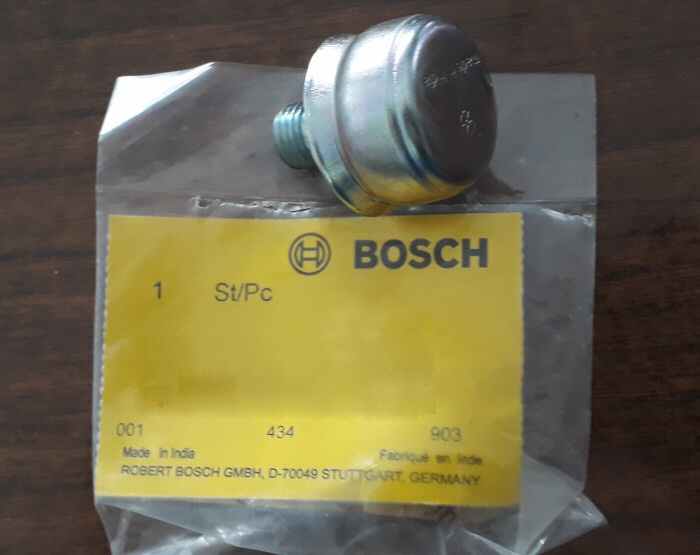 BOSCH
1 St/Pc
001 434 903
Made in India Fabriqué en Inde
ROBERT BOSCH GMBH, D-70049 STUTTGART, GERMANY